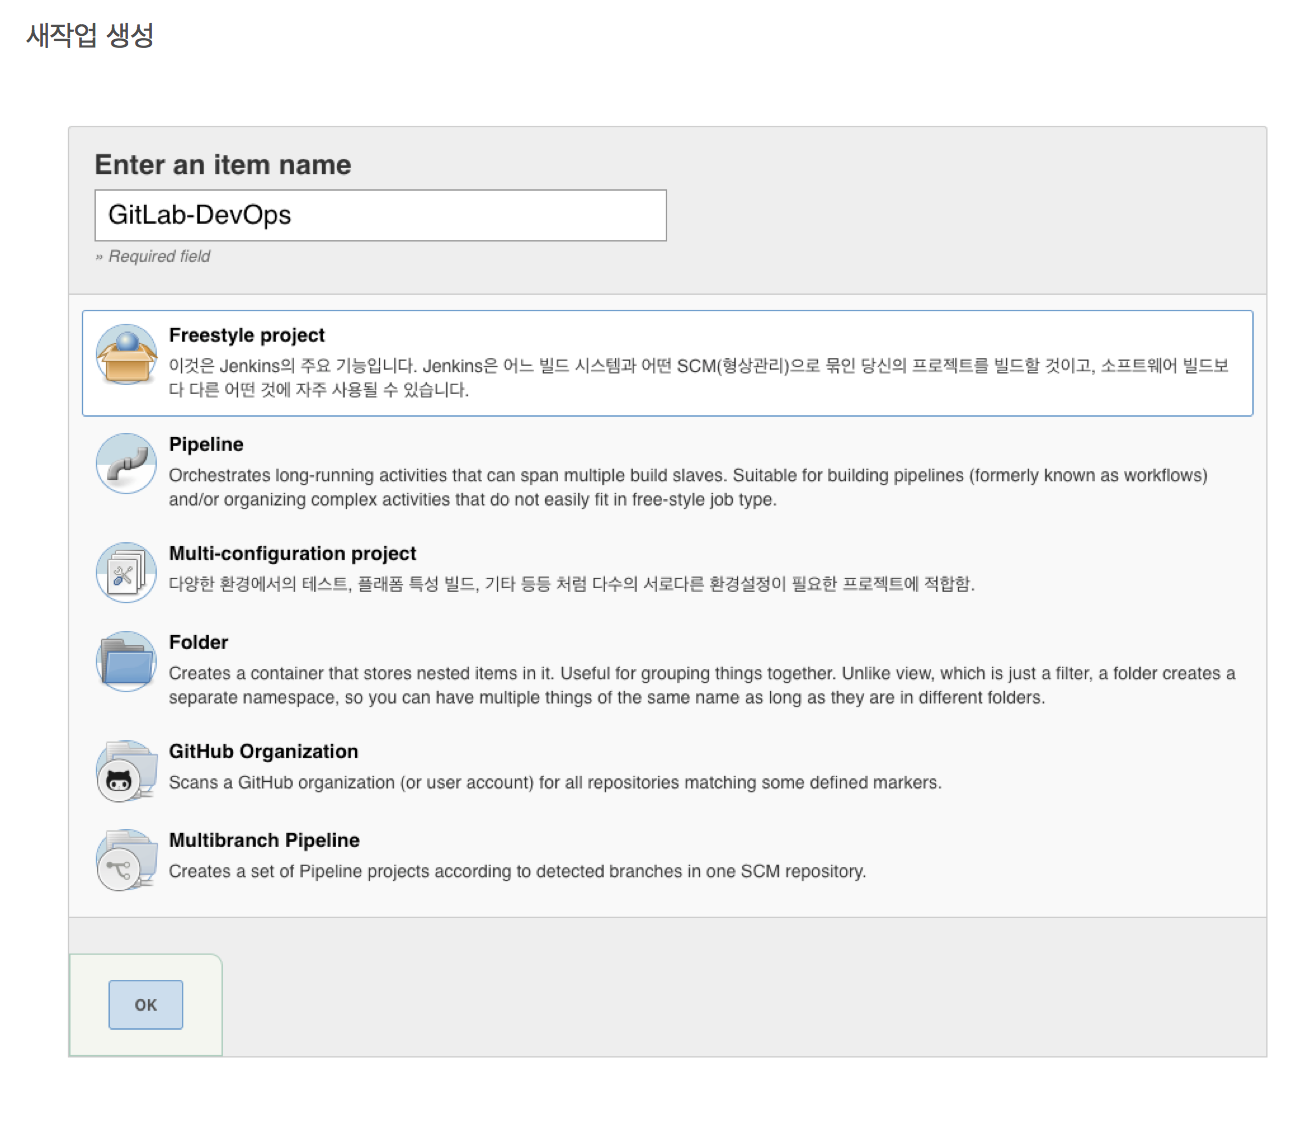 새작업 생성
Enter an item name
GitLab-DevOps
» Required field
Freestyle project
이것은 Jenkins의 주요 기능입니다. Jenkins은 어느 빌드 시스템과 어떤 SCM(형상관리)으로 묶인 당신의 프로젝트를 빌드할 것이고, 소프트웨어 빌드보
다 다른 어떤 것에 자주 사용될 수 있습니다.
Pipeline
Orchestrates long-running activities that can span multiple build slaves. Suitable for building pipelines (formerly known as workflows)
and/or organizing complex activities that do not easily fit in free-style job type.
Multi-configuration project
다양한 환경에서의 테스트, 플래폼 특성 빌드, 기타 등등 처럼 다수의 서로다른 환경설정이 필요한 프로젝트에 적합함.
Folder
Creates a container that stores nested items in it. Useful for grouping things together. Unlike view, which is just a filter, a folder creates a
separate namespace, so you can have multiple things of the same name as long as they are in different folders.
GitHub Organization
Scans a GitHub organization (or user account) for all repositories matching some defined markers.
Multibranch Pipeline
Creates a set of Pipeline projects according to detected branches in one SCM repository.
OK